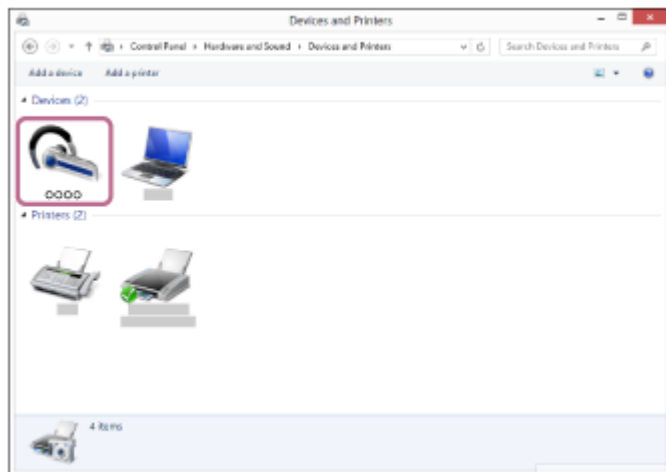 Devices and Printers
Control Panel › Hardware and Sound › Devices and Printers
Search Devices and Printers
Add a device Add a printer
Devices (2)
oooo
Printers (2)
4 items